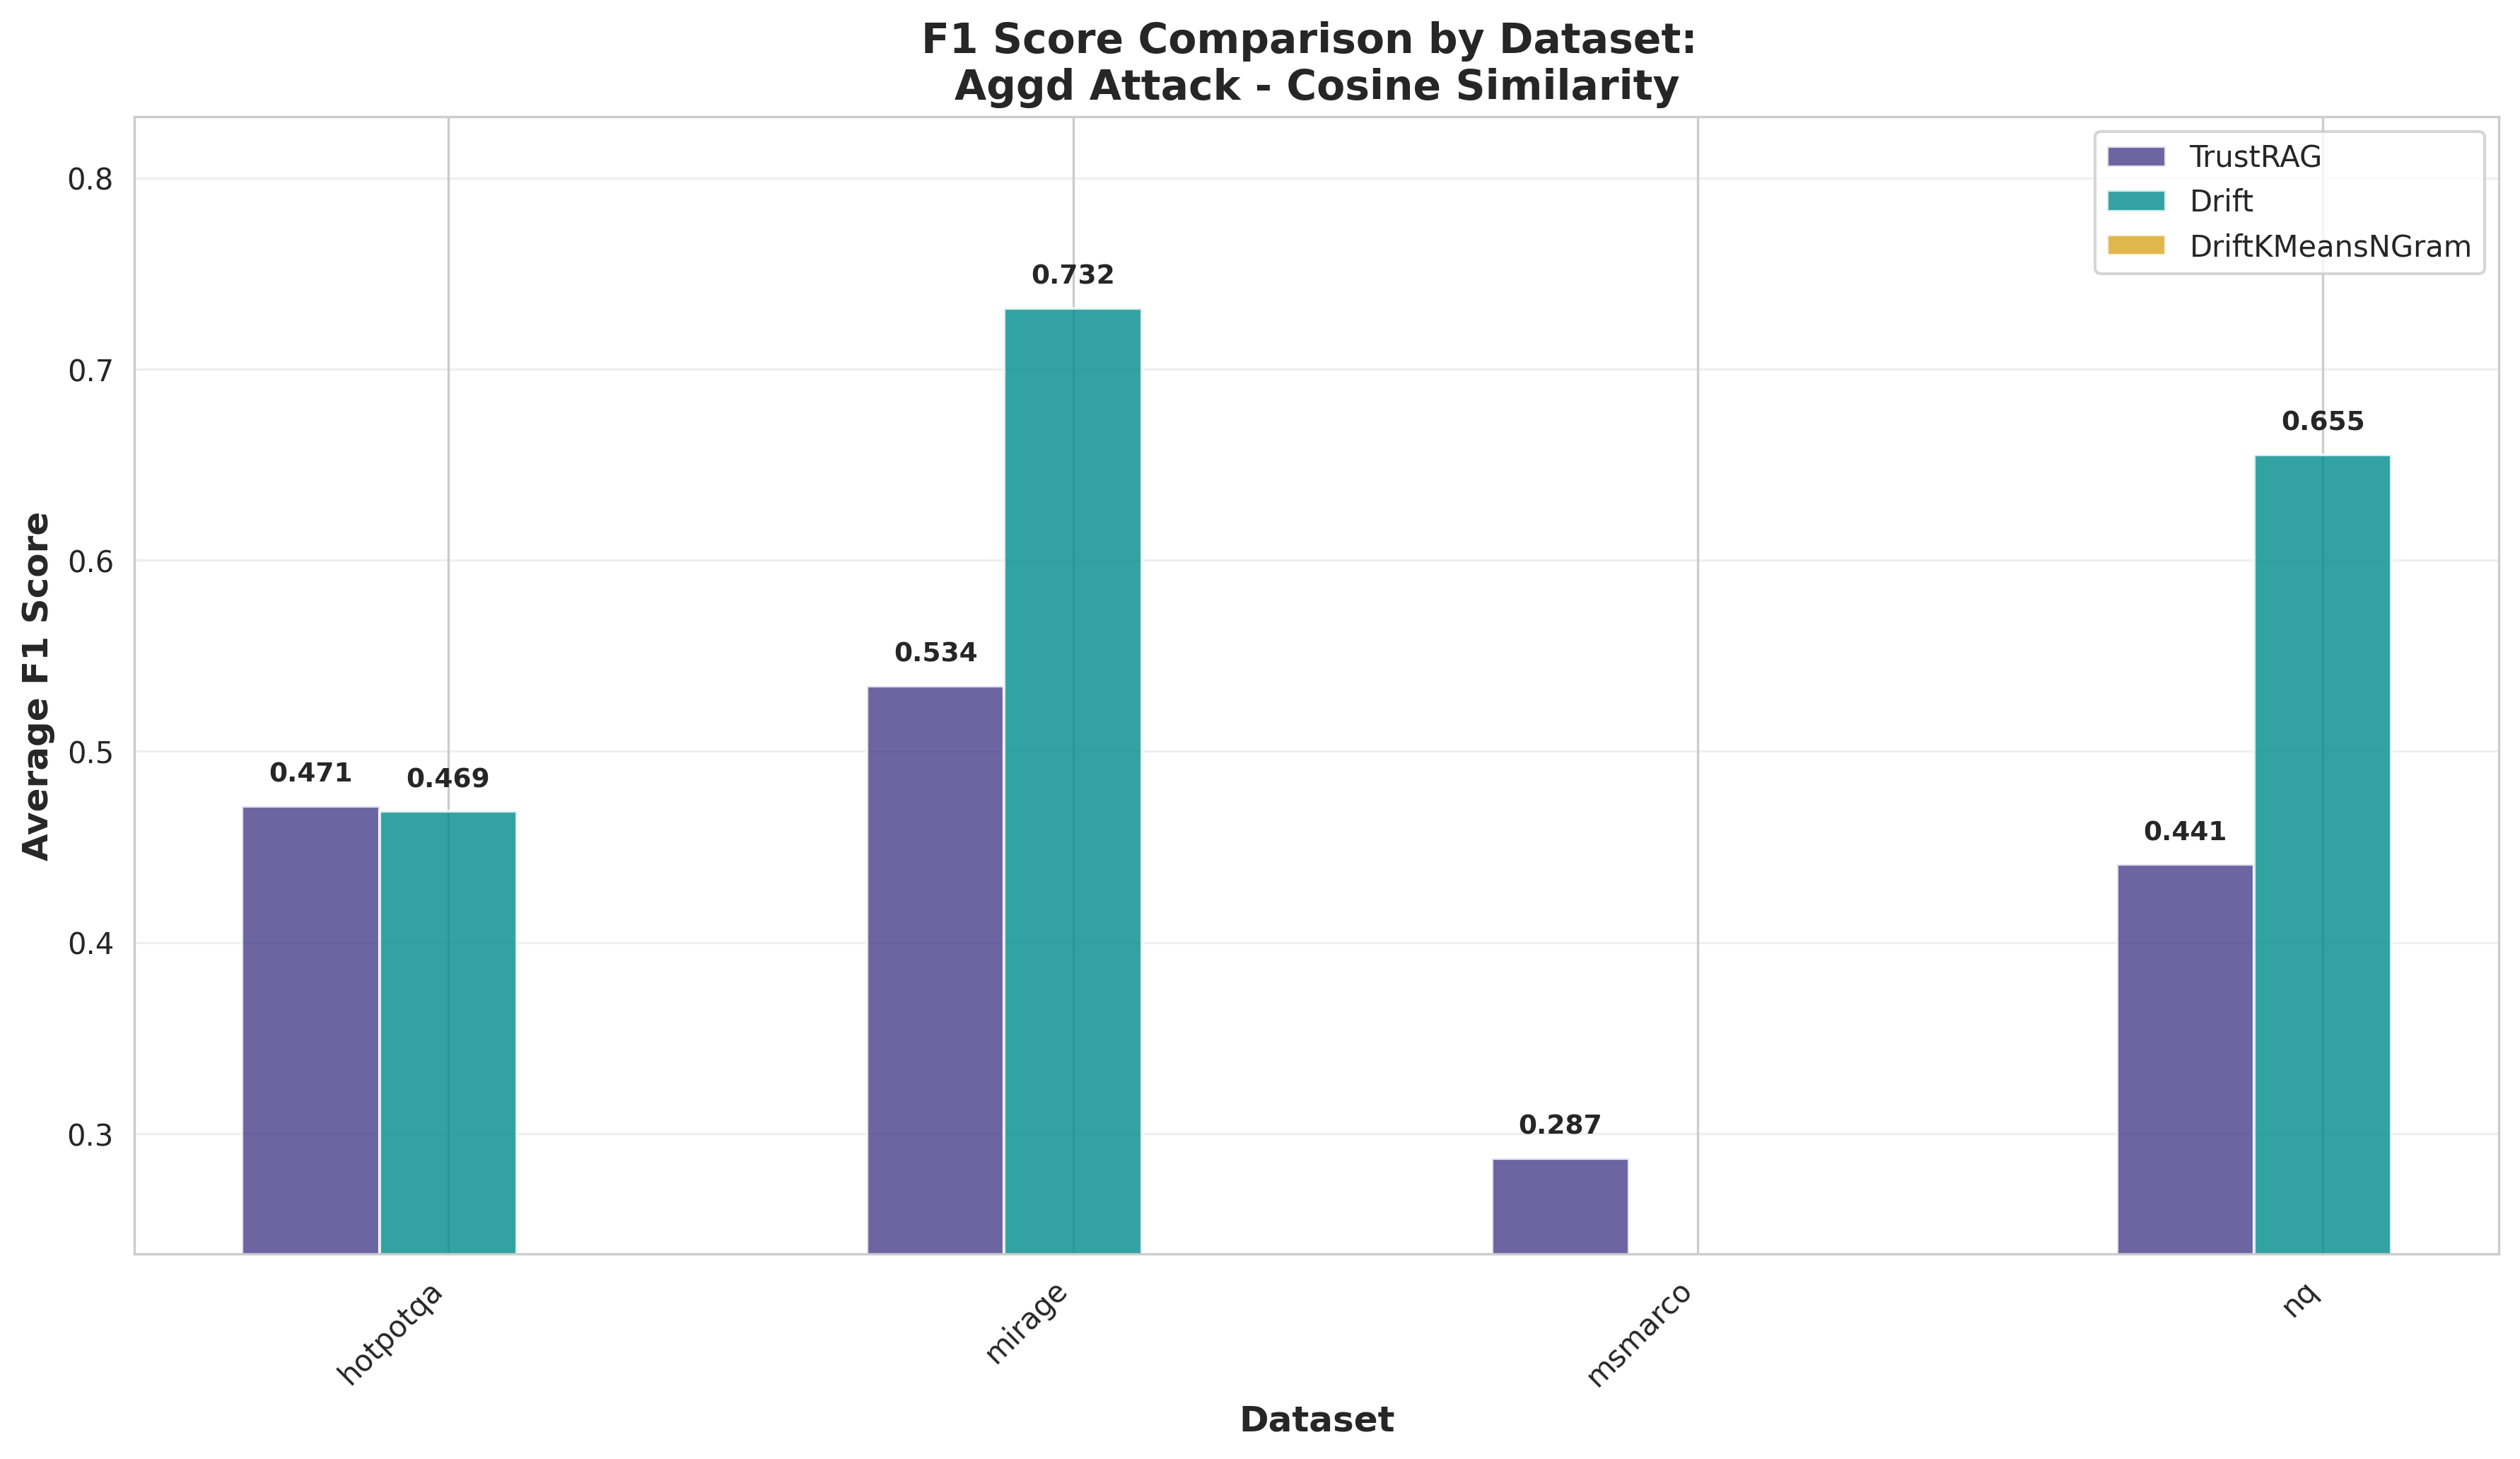 F1 Score Comparison by Dataset:
Aggd Attack - Cosine Similarity
TrustRAG
Drift
DriftKMeansNGram
Average F1 Score
0.8
0.7
0.6
0.5
0.4
0.3
0.471
0.469
0.534
0.732
0.287
0.441
0.655
hotpotqa
mirage
msmarco
nq
Dataset